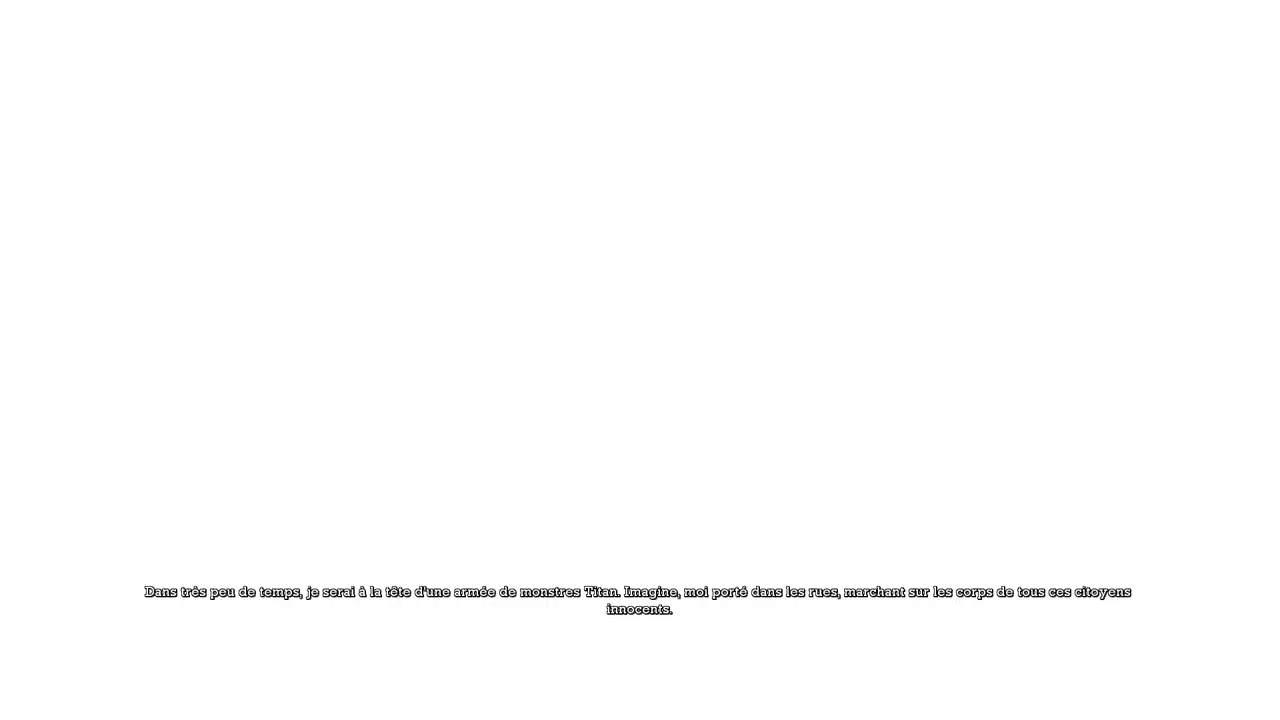 Dans très peu de temps, je serai à la tête d'une armée de monstres Titan. Imagine, moi porté dans les rues, marchant sur les corps de tous ces citoyens
innocents.